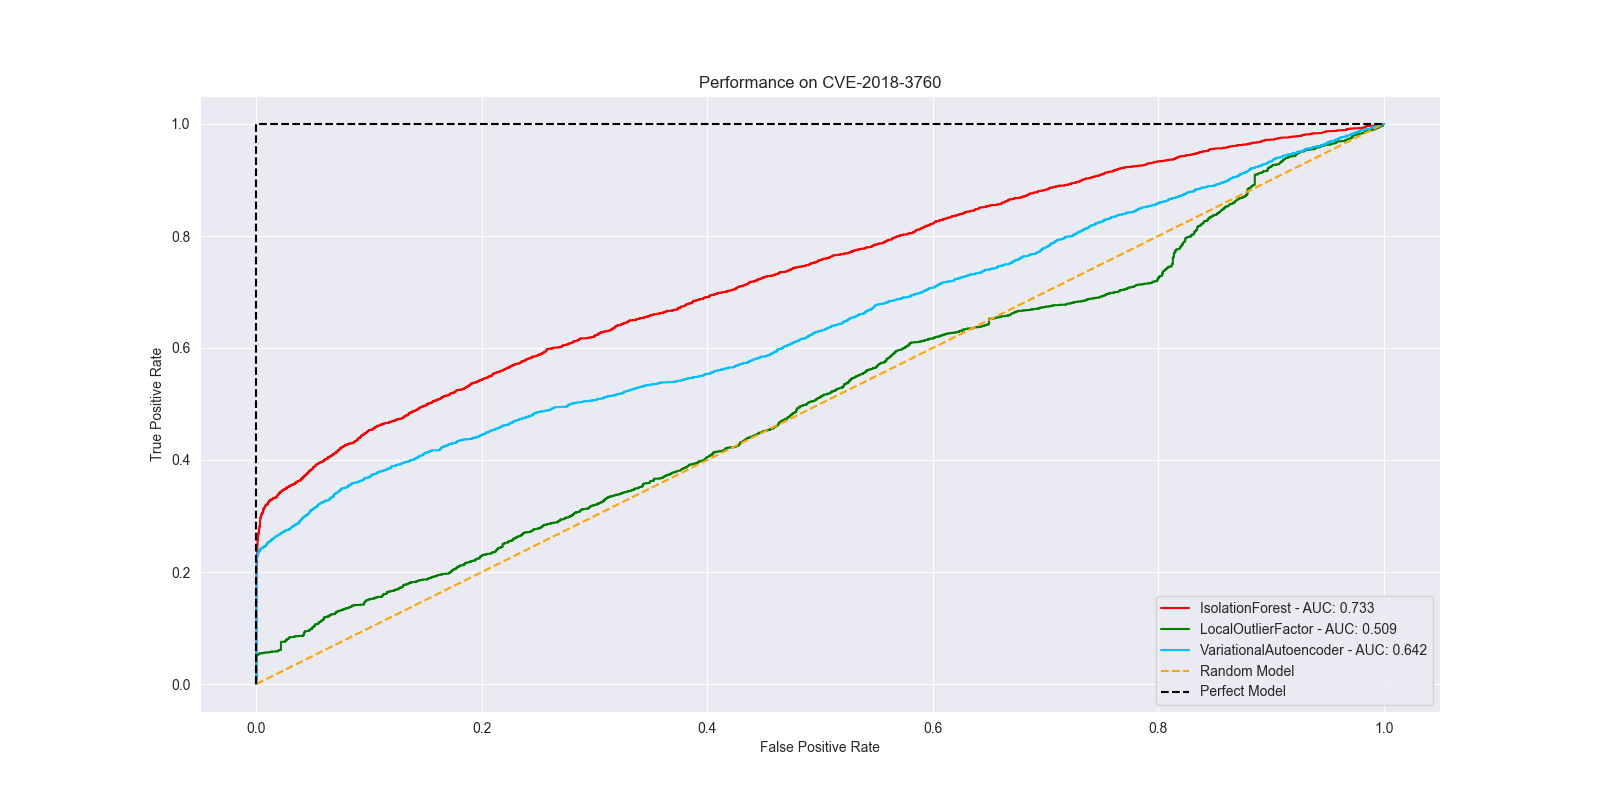 Performance on CVE-2018-3760
1.0
0.8
0.6
0.4
0.2
0.0
True Positive Rate
IsolationForest - AUC: 0.733
LocalOutlierFactor - AUC: 0.509
VariationalAutoencoder - AUC: 0.642
Random Model
Perfect Model
0.0 0.2 0.4 0.6 0.8 1.0
False Positive Rate